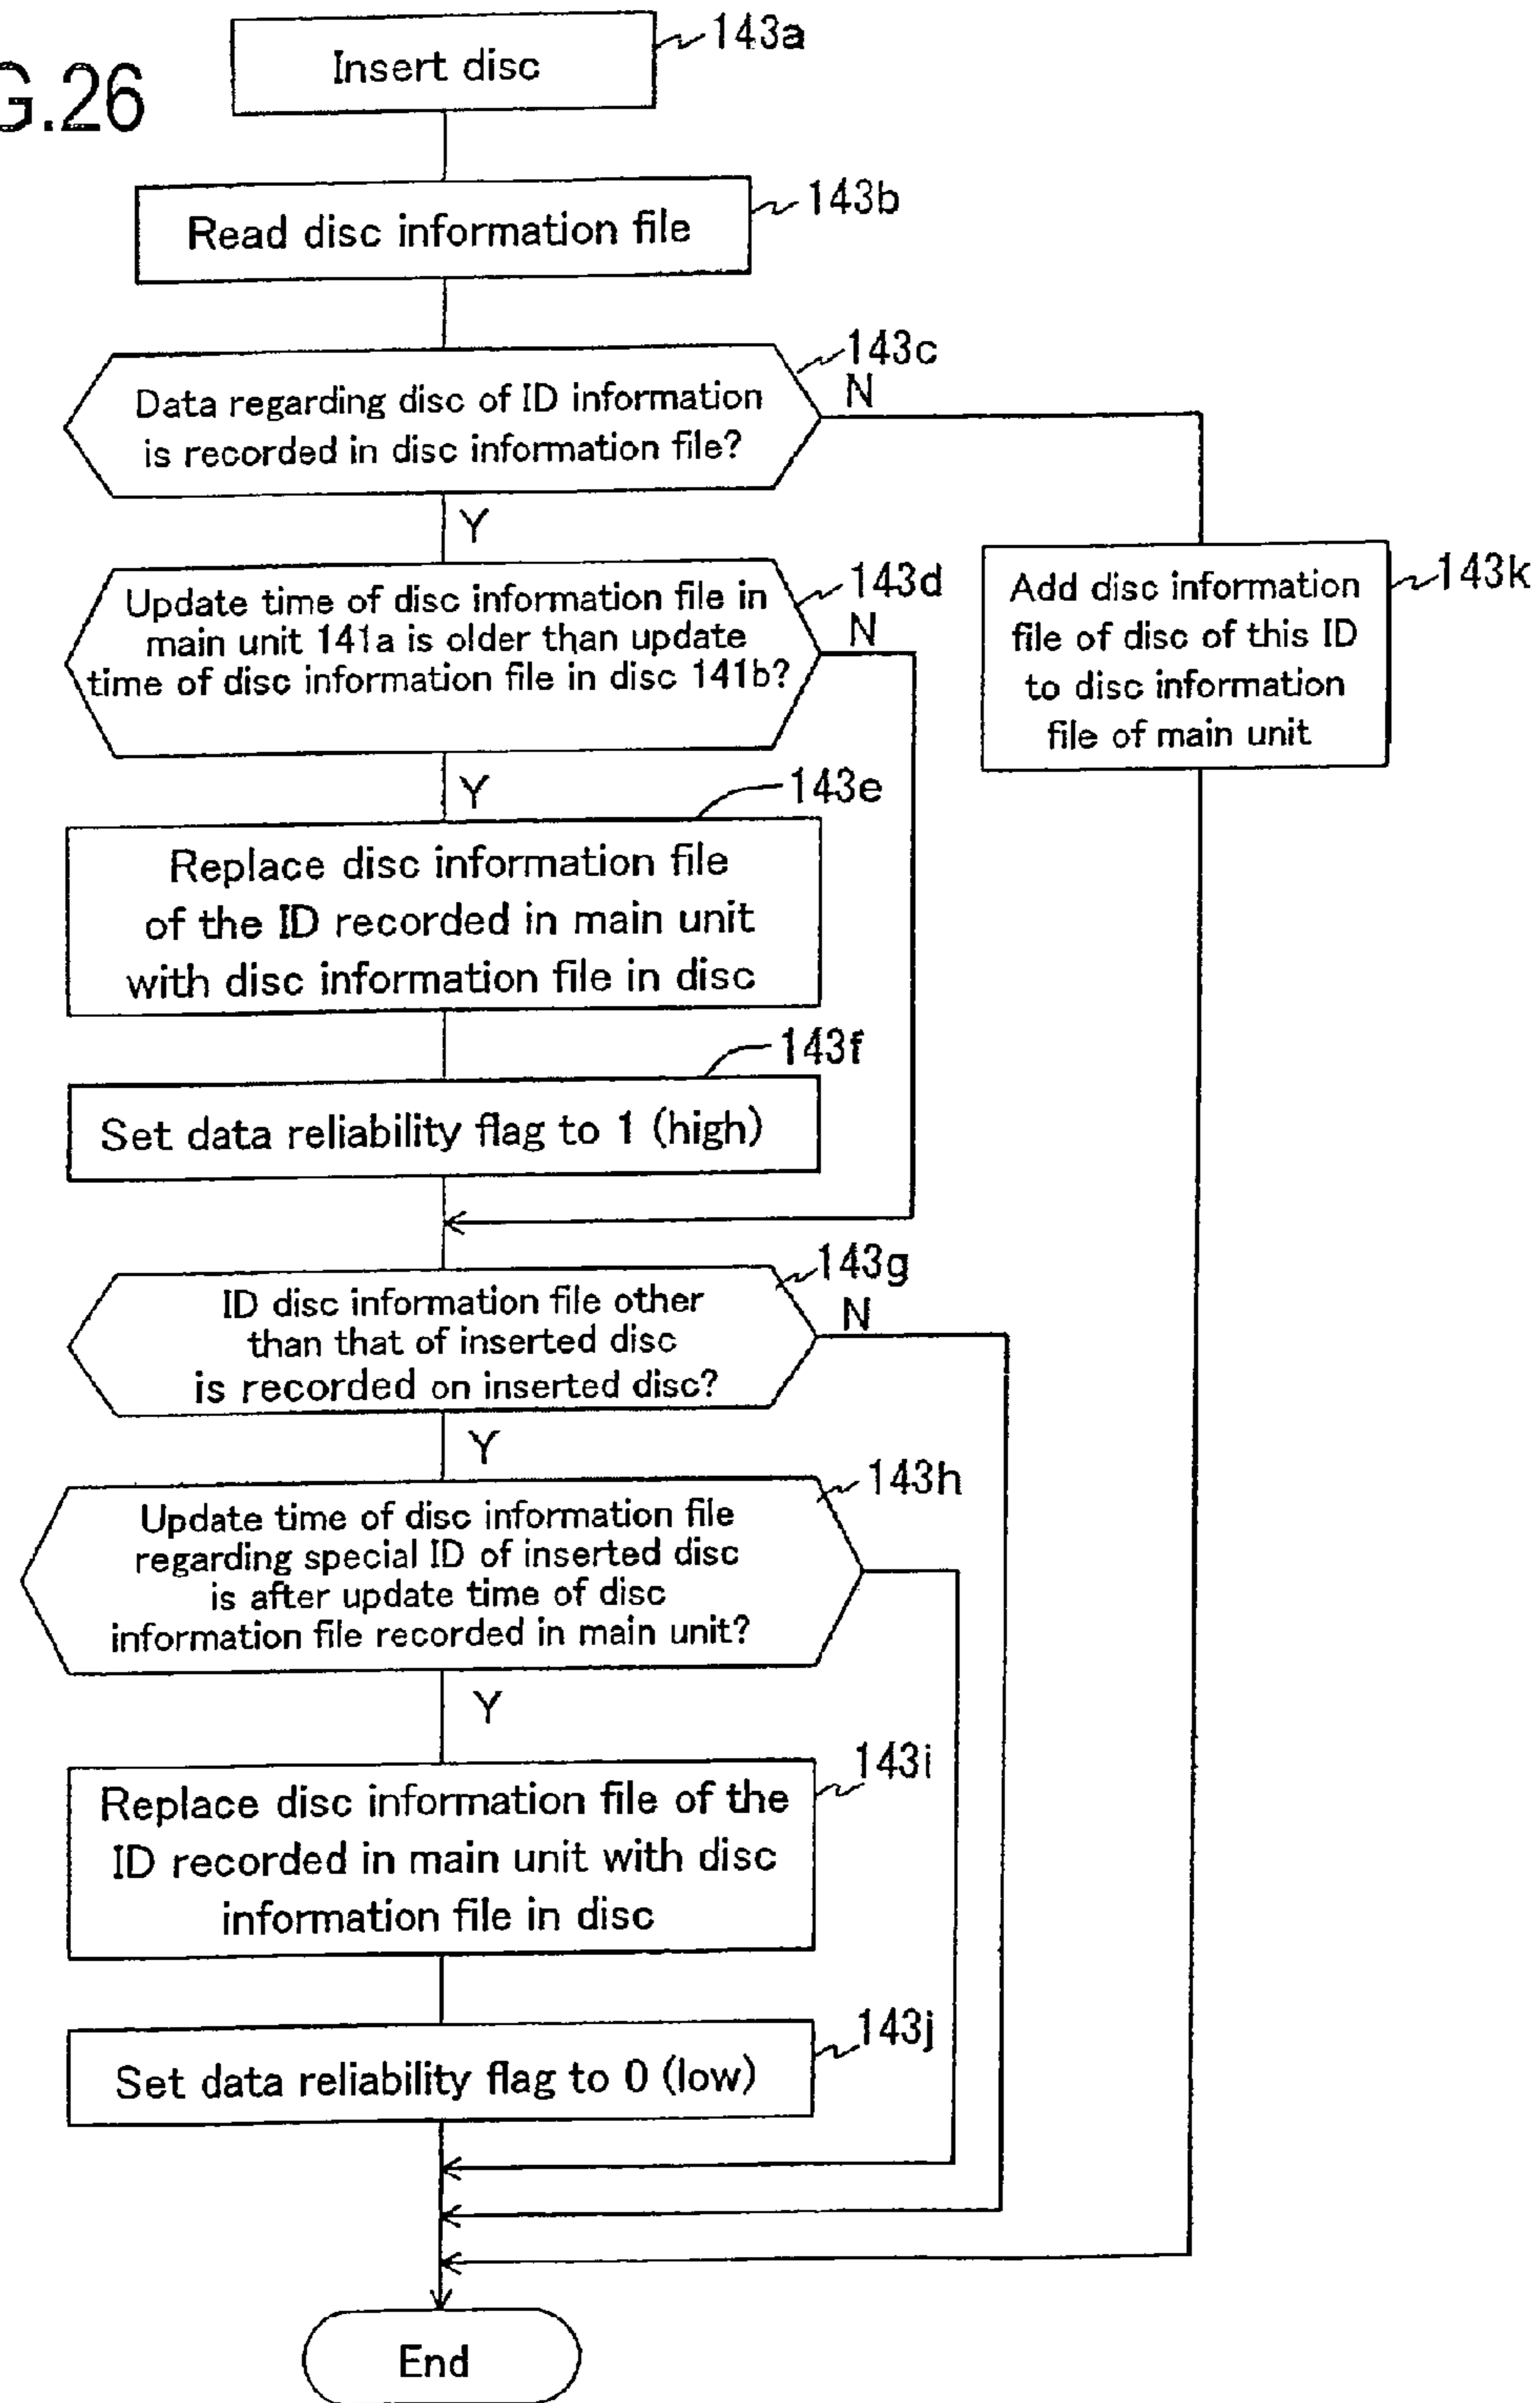 G.26
Insert disc
143a
Read disc information file
143b
Data regarding disc of ID information
is recorded in disc information file?
143c
N
Y
Update time of disc information file in
main unit 141a is older than update
time of disc information file in disc 141b?
143d
N
Y
Add disc information
file of disc of this ID
to disc information
file of main unit
143k
Replace disc information file
of the ID recorded in main unit
with disc information file in disc
143e
Set data reliability flag to 1 (high)
143f
ID disc information file other
than that of inserted disc
is recorded on inserted disc?
143g
N
Y
Update time of disc information file
regarding special ID of inserted disc
is after update time of disc
information file recorded in main unit?
143h
Y
Replace disc information file of the
ID recorded in main unit with disc
information file in disc
143i
Set data reliability flag to 0 (low)
143j
End